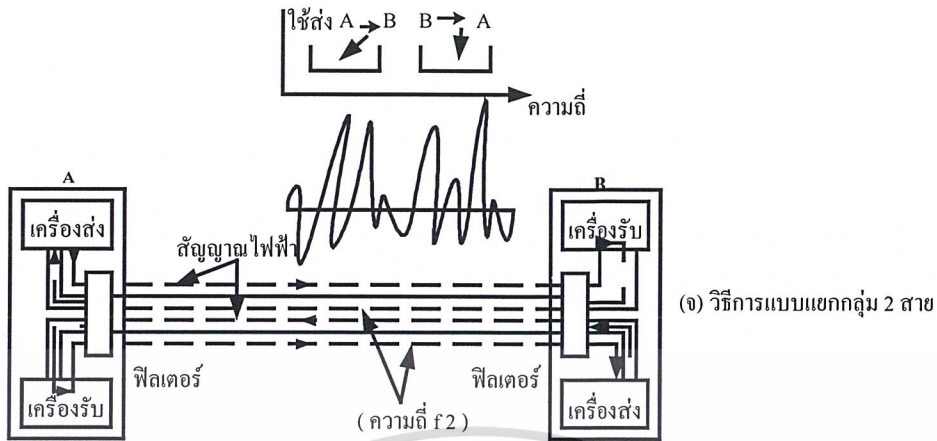 ใช้ส่ง A B B A
ความถี่
A
B
เครื่องส่ง
เครื่องรับ
สัญญาณไฟฟ้า
(จ) วิธีการแบบแยกกลุ่ม 2 สาย
ฟิลเตอร์
ฟิลเตอร์
เครื่องรับ
( ความถี่ f 2 )
เครื่องส่ง